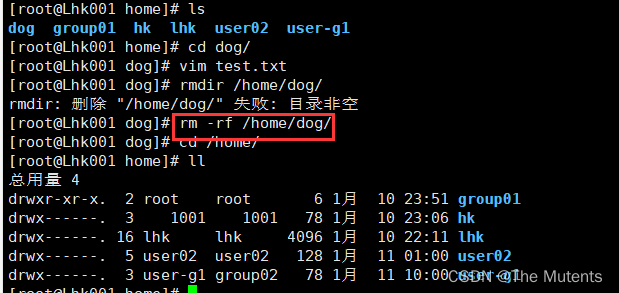 [root@Lhk001 home]# ls
dog group01 hk lhk user02 user-g1
[root@Lhk001 home]# cd dog/
[root@Lhk001 dog]# vim test.txt
[root@Lhk001 dog]# rmdir /home/dog/
rmdir: 删除 "/home/dog/" 失败: 目录非空
[root@Lhk001 dog]# rm -rf /home/dog/
[root@Lhk001 dog]# cd /home/
[root@Lhk001 home]# ll
总用量 4
drwxr-xr-x. 2 root root 6 1月 10 23:51 group01
drwx------. 3 1001 1001 78 1月 10 23:06 hk
drwx------. 16 lhk lhk 4096 1月 10 22:11 lhk
drwx------. 5 user02 user02 128 1月 11 01:00 user02
drwx------. 3 user-g1 group02 78 1月 11 10:00 user-g1
CSDN @The Mutents
[root@Lhk001 home]#